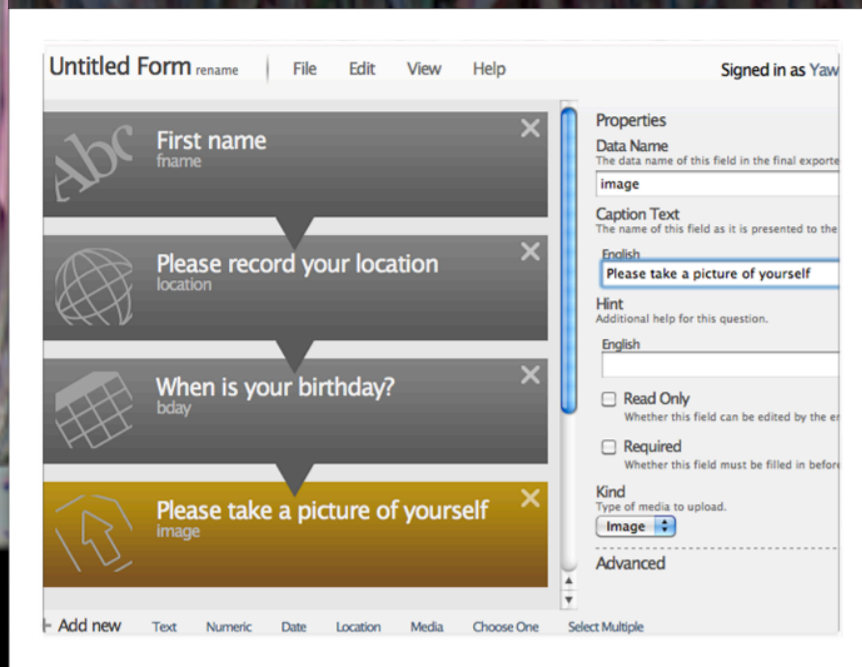 Untitled Form rename File Edit View Help Signed in as Yaw
Abc First name
fname
Please record your location
location
When is your birthday?
bday
Please take a picture of yourself
image
Properties
Data Name
The data name of this field in the final exporte
image
Caption Text
The name of this field as it is presented to the
English
Please take a picture of yourself
Hint
Additional help for this question.
English
Read Only
Whether this field can be edited by the er
Required
Whether this field must be filled in before
Kind
Type of media to upload.
Image
Advanced
Add new Text Numeric Date Location Media Choose One Select Multiple